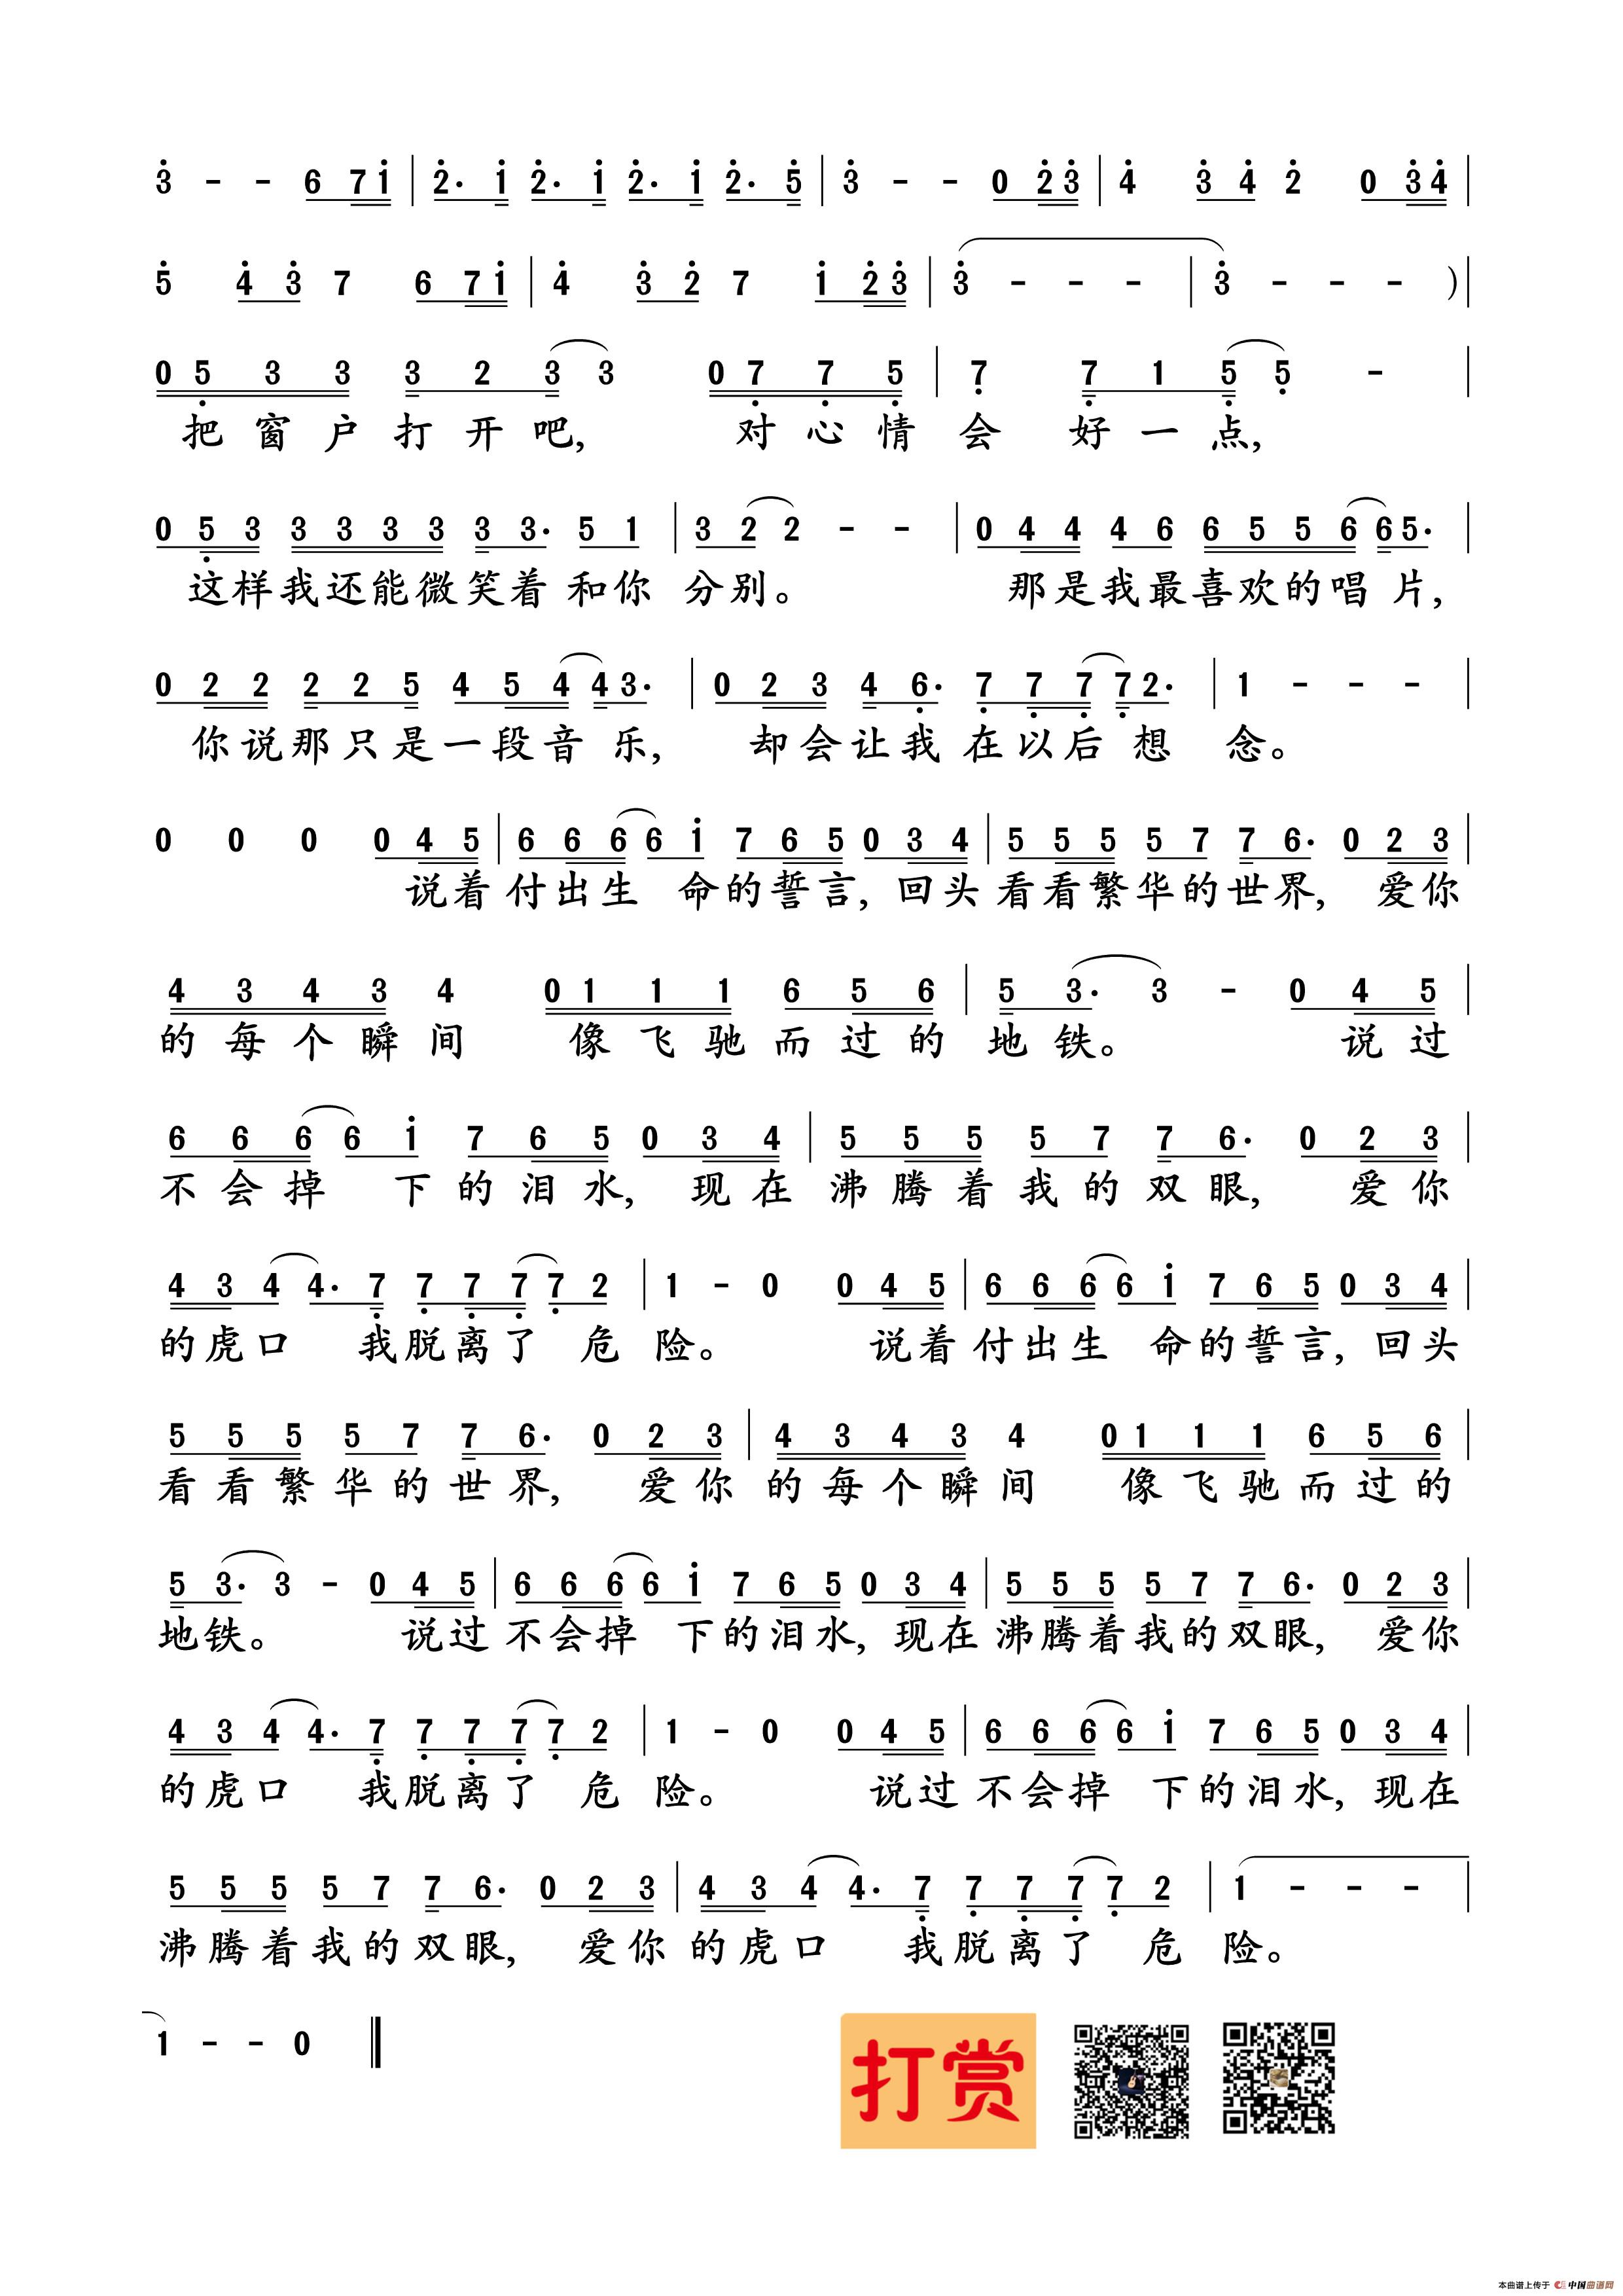 3 - - 6 7 1 | 2· 1 2· 1 2· 1 2· 5 | 3 - - 0 2 3 | 4 3 4 2 0 3 4 |
5 4 3 7 6 7 1 | 4 3 2 7 1 2 3 | 3 - - - | 3 - - - ) |
0 5 3 3 3 2 3 3 0 7 7 5 | 7 7 1 5 5 - |
把窗户打开吧, 对心情会好一点,
0 5 3 3 3 3 3 3 3· 5 1 | 3 2 2 - - | 0 4 4 4 6 6 5 5 6 6 5· |
这样我还能微笑着和你分别。 那是我最喜欢的唱片,
0 2 2 2 2 5 4 5 4 4 3· | 0 2 3 4 6· 7 7 7 7 2· | 1 - - - |
你说那只是一段音乐, 却会让我在以后想念。
0 0 0 0 4 5 | 6 6 6 6 1 7 6 5 0 3 4 | 5 5 5 5 7 7 6· 0 2 3 |
说着付出生命的誓言, 回头看看繁华的世界, 爱你
4 3 4 3 4 0 1 1 1 6 5 6 | 5 3· 3 - 0 4 5 |
的每个瞬间 像飞驰而过的地铁。 说过
6 6 6 6 1 7 6 5 0 3 4 | 5 5 5 5 7 7 6· 0 2 3 |
不会掉下的泪水, 现在沸腾着我的双眼, 爱你
4 3 4 4· 7 7 7 7 7 2 | 1 - 0 0 4 5 | 6 6 6 6 1 7 6 5 0 3 4 |
的虎口 我脱离了危险。 说着付出生命的誓言, 回头
5 5 5 5 7 7 6· 0 2 3 | 4 3 4 3 4 0 1 1 1 6 5 6 |
看看繁华的世界, 爱你的每个瞬间 像飞驰而过的
5 3· 3 - 0 4 5 | 6 6 6 6 1 7 6 5 0 3 4 | 5 5 5 5 7 7 6· 0 2 3 |
地铁。 说过不会掉下的泪水, 现在沸腾着我的双眼, 爱你
4 3 4 4· 7 7 7 7 7 2 | 1 - 0 0 4 5 | 6 6 6 6 1 7 6 5 0 3 4 |
的虎口 我脱离了危险。 说过不会掉下的泪水, 现在
5 5 5 5 7 7 6· 0 2 3 | 4 3 4 4· 7 7 7 7 7 2 | 1 - - - |
沸腾着我的双眼, 爱你的虎口 我脱离了危险。
1 - - 0
打赏
本曲谱上传于 中国曲谱网